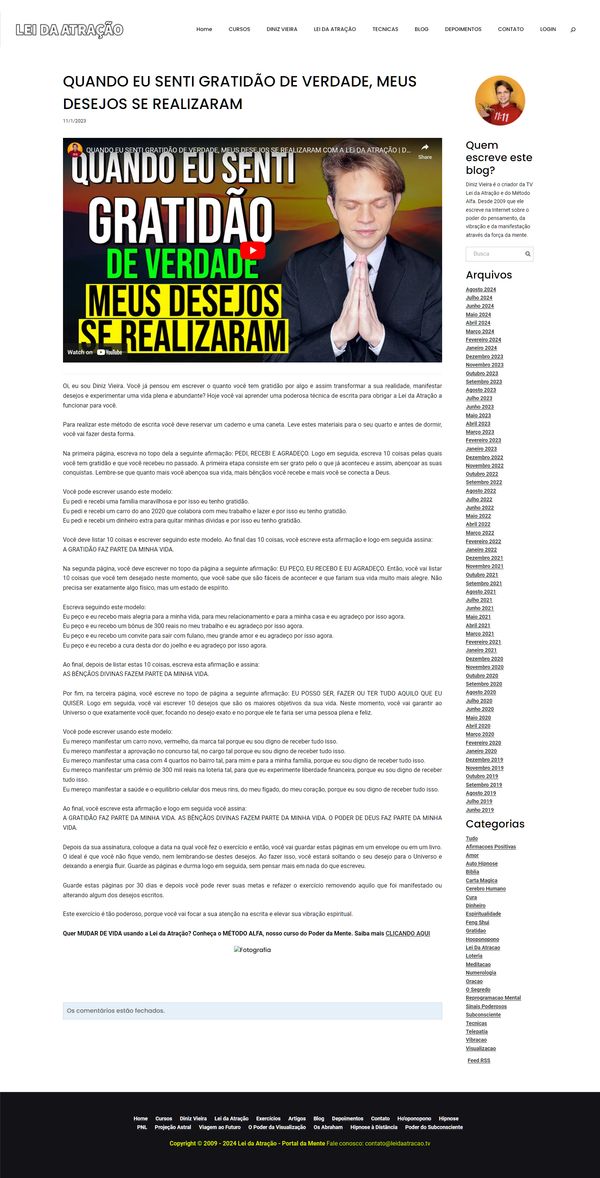 LEI DA ATRAÇÃO
Home CURSOS DINIZ VIEIRA LEI DA ATRAÇÃO TECNICAS BLOG DEPOIMENTOS CONTATO LOGIN
QUANDO EU SENTI GRATIDÃO DE VERDADE, MEUS
DESEJOS SE REALIZARAM
11/1/2023
QUANDO EU SENTI GRATIDÃO DE VERDADE, MEUS DESEJOS SE REALIZARAM COM A LEI DA ATRAÇÃO | D...
Share
QUANDO EU SENTI
GRATIDÃO
DE VERDADE
MEUS DESEJOS
SE REALIZARAM
Watch on YouTube
Oi, eu sou Diniz Vieira. Você já pensou em escrever o quanto você tem gratidão por algo e assim transformar a sua realidade, manifestar
desejos e experimentar uma vida plena e abundante? Hoje você vai aprender uma poderosa técnica de escrita para obrigar a Lei da Atração a
funcionar para você.
Para realizar este método de escrita você deve reservar um caderno e uma caneta. Leve estes materiais para o seu quarto e antes de dormir,
você vai fazer desta forma.
Na primeira página, escreva no topo dela a seguinte afirmação: PEDI, RECEBI E AGRADEÇO. Logo em seguida, escreva 10 coisas pelas quais
você tem gratidão e que você recebeu no passado. A primeira etapa consiste em ser grato pelo o que já aconteceu e assim, abençoar as suas
conquistas. Lembre-se que quanto mais você abençoa sua vida, mais bênçãos você recebe e mais você se conecta a Deus.
Você pode escrever usando este modelo:
Eu pedi e recebi uma família maravilhosa e por isso eu tenho gratidão.
Eu pedi e recebi um carro do ano 2020 que colabora com meu trabalho e lazer e por isso eu tenho gratidão.
Eu pedi e recebi um dinheiro extra para quitar minhas dívidas e por isso eu tenho gratidão.
Você deve listar 10 coisas e escrever seguindo este modelo. Ao final das 10 coisas, você escreve esta afirmação e logo em seguida assina:
A GRATIDÃO FAZ PARTE DA MINHA VIDA.
Na segunda página, você deve escrever no topo da página a seguinte afirmação: EU PEÇO, EU RECEBO E EU AGRADEÇO. Então, você vai listar
10 coisas que você tem desejado neste momento, que você sabe que são fáceis de acontecer e que fariam sua vida muito mais alegre. Não
precisa ser exatamente algo físico, mas um estado de espírito.
Escreva seguindo este modelo:
Eu peço e eu recebo mais alegria para a minha vida, para meu relacionamento e para a minha casa e eu agradeço por isso agora.
Eu peço e eu recebo um bônus de 300 reais no meu trabalho e eu agradeço por isso agora.
Eu peço e eu recebo um convite para sair com fulano, meu grande amor e eu agradeço por isso agora.
Eu peço e eu recebo a cura desta dor do joelho e eu agradeço por isso agora.
Ao final, depois de listar estas 10 coisas, escreva esta afirmação e assina:
AS BÊNÇÃOS DIVINAS FAZEM PARTE DA MINHA VIDA.
Por fim, na terceira página, você escreve no topo de página a seguinte afirmação: EU POSSO SER, FAZER OU TER TUDO AQUILO QUE EU
QUISER. Logo em seguida, você vai escrever 10 desejos que são os maiores objetivos da sua vida. Neste momento, você vai garantir ao
Universo o que exatamente você quer, focando no desejo exato e no porque ele te faria ser uma pessoa plena e feliz.
Você pode escrever usando este modelo:
Eu mereço manifestar um carro novo, vermelho, da marca tal porque eu sou digno de receber tudo isso.
Eu mereço manifestar a aprovação no concurso tal, no cargo tal porque eu sou digno de receber tudo isso.
Eu mereço manifestar uma casa com 4 quartos no bairro tal, para mim e para a minha família, porque eu sou digno de receber tudo isso.
Eu mereço manifestar um prêmio de 300 mil reais na loteria tal, para que eu experimente liberdade financeira, porque eu sou digno de receber
tudo isso.
Eu mereço manifestar a saúde e o equilíbrio celular dos meus rins, do meu fígado, do meu coração, porque eu sou digno de receber tudo isso.
Ao final, você escreve esta afirmação e logo em seguida você assina:
A GRATIDÃO FAZ PARTE DA MINHA VIDA. AS BÊNÇÃOS DIVINAS FAZEM PARTE DA MINHA VIDA. O PODER DE DEUS FAZ PARTE DA MINHA
VIDA.
Depois da sua assinatura, coloque a data na qual você fez o exercício e então, você vai guardar estas páginas em um envelope ou em um livro.
O ideal é que você não fique vendo, nem lembrando-se destes desejos. Ao fazer isso, você estará soltando o seu desejo para o Universo e
deixando a energia fluir. Guarde as páginas e durma logo em seguida, sem pensar mais em nada do que escreveu.
Guarde estas páginas por 30 dias e depois você pode rever suas metas e refazer o exercício removendo aquilo que foi manifestado ou
alterando algum dos desejos escritos.
Este exercício é tão poderoso, porque você vai focar a sua atenção na escrita e elevar sua vibração espiritual.
Quer MUDAR DE VIDA usando a Lei da Atração? Conheça o MÉTODO ALFA, nosso curso do Poder da Mente. Saiba mais CLICANDO AQUI
Fotografia
Os comentários estão fechados.
11:11
Quem
escreve este
blog?
Diniz Vieira é o criador da TV
Lei da Atração e do Método
Alfa. Desde 2009 que ele
escreve na Internet sobre o
poder do pensamento, da
vibração e da manifestação
através da força da mente.
Busca
Arquivos
Agosto 2024
Julho 2024
Junho 2024
Maio 2024
Abril 2024
Março 2024
Fevereiro 2024
Janeiro 2024
Dezembro 2023
Novembro 2023
Outubro 2023
Setembro 2023
Agosto 2023
Julho 2023
Junho 2023
Maio 2023
Abril 2023
Março 2023
Fevereiro 2023
Janeiro 2023
Dezembro 2022
Novembro 2022
Outubro 2022
Setembro 2022
Agosto 2022
Julho 2022
Junho 2022
Maio 2022
Abril 2022
Março 2022
Fevereiro 2022
Janeiro 2022
Dezembro 2021
Novembro 2021
Outubro 2021
Setembro 2021
Agosto 2021
Julho 2021
Junho 2021
Maio 2021
Abril 2021
Março 2021
Fevereiro 2021
Janeiro 2021
Dezembro 2020
Novembro 2020
Outubro 2020
Setembro 2020
Agosto 2020
Julho 2020
Junho 2020
Maio 2020
Abril 2020
Março 2020
Fevereiro 2020
Janeiro 2020
Dezembro 2019
Novembro 2019
Outubro 2019
Setembro 2019
Agosto 2019
Julho 2019
Junho 2019
Categorias
Tudo
Afirmacoes Positivas
Amor
Auto Hipnose
Biblia
Carta Magica
Cerebro Humano
Cura
Dinheiro
Espiritualidade
Feng Shui
Gratidao
Hooponopono
Lei Da Atracao
Loteria
Meditacao
Numerologia
Oracao
O Segredo
Reprogramacao Mental
Sinais Poderosos
Subconsciente
Tecnicas
Telepatia
Vibracao
Visualizacao
Feed RSS
Home Cursos Diniz Vieira Lei da Atração Exercícios Artigos Blog Depoimentos Contato Ho'oponopono Hipnose
PNL Projeção Astral Viagem ao Futuro O Poder da Visualização Os Abraham Hipnose à Distância Poder do Subconsciente
Copyright © 2009 - 2024 Lei da Atração - Portal da Mente Fale conosco: contato@leidaatracao.tv